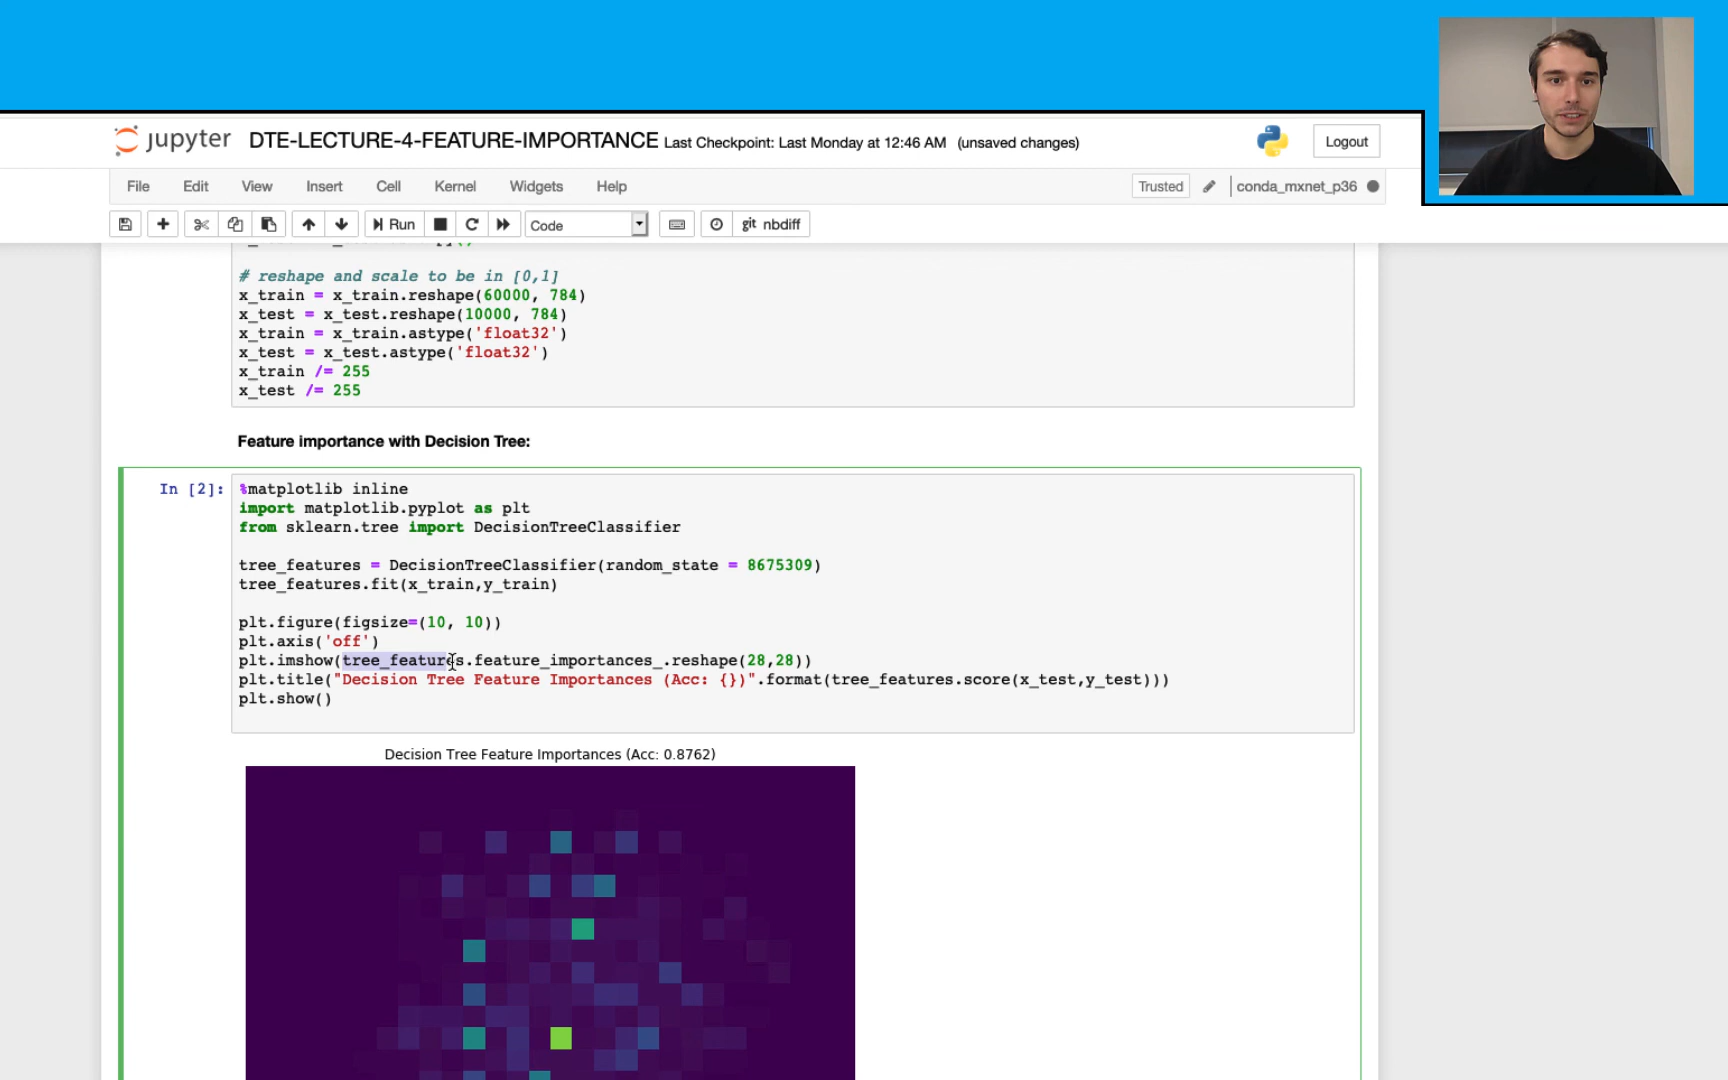 jupyter DTE-LECTURE-4-FEATURE-IMPORTANCE Last Checkpoint: Last Monday at 12:46 AM (unsaved changes) Logout
File Edit View Insert Cell Kernel Widgets Help Trusted conda_mxnet_p36
Run Code git nbdiff
# reshape and scale to be in [0,1]
x_train = x_train.reshape(60000, 784)
x_test = x_test.reshape(10000, 784)
x_train = x_train.astype('float32')
x_test = x_test.astype('float32')
x_train /= 255
x_test /= 255
Feature importance with Decision Tree:
In [2]: %matplotlib inline
import matplotlib.pyplot as plt
from sklearn.tree import DecisionTreeClassifier
tree_features = DecisionTreeClassifier(random_state = 8675309)
tree_features.fit(x_train,y_train)
plt.figure(figsize=(10, 10))
plt.axis('off')
plt.imshow(tree_features.feature_importances_.reshape(28,28))
plt.title("Decision Tree Feature Importances (Acc: {})".format(tree_features.score(x_test,y_test)))
plt.show()
Decision Tree Feature Importances (Acc: 0.8762)